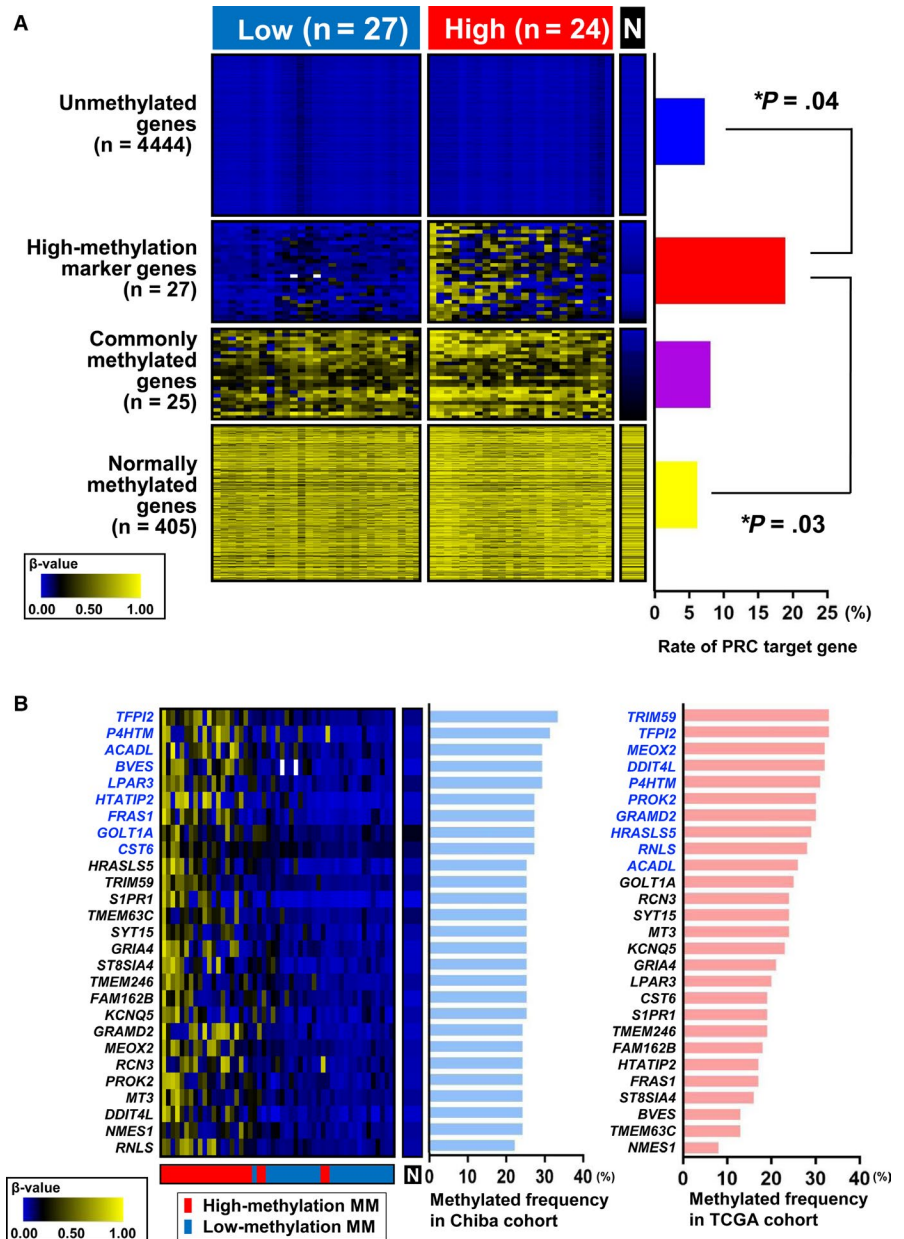 A
Low (n = 27)
High (n = 24)
N
Unmethylated
genes
(n = 4444)
High-methylation
marker genes
(n = 27)
Commonly
methylated
genes
(n = 25)
Normally
methylated
genes
(n = 405)
*P = .04
*P = .03
β-value
0.00 0.50 1.00
0 5 10 15 20 25 (%)
Rate of PRC target gene
B
TFPI2
P4HTM
ACADL
BVES
LPAR3
HTATIP2
FRAS1
GOLT1A
CST6
HRASLS5
TRIM59
S1PR1
TMEM63C
SYT15
GRIA4
ST8SIA4
TMEM246
FAM162B
KCNQ5
GRAMD2
MEOX2
RCN3
PROK2
MT3
DDIT4L
NMES1
RNLS
N
β-value
0.00 0.50 1.00
High-methylation MM
Low-methylation MM
0 10 20 30 40 (%)
Methylated frequency
in Chiba cohort
TRIM59
TFPI2
MEOX2
DDIT4L
P4HTM
PROK2
GRAMD2
HRASLS5
RNLS
ACADL
GOLT1A
RCN3
SYT15
MT3
KCNQ5
GRIA4
LPAR3
CST6
S1PR1
TMEM246
FAM162B
HTATIP2
FRAS1
ST8SIA4
BVES
TMEM63C
NMES1
0 10 20 30 40 (%)
Methylated frequency
in TCGA cohort